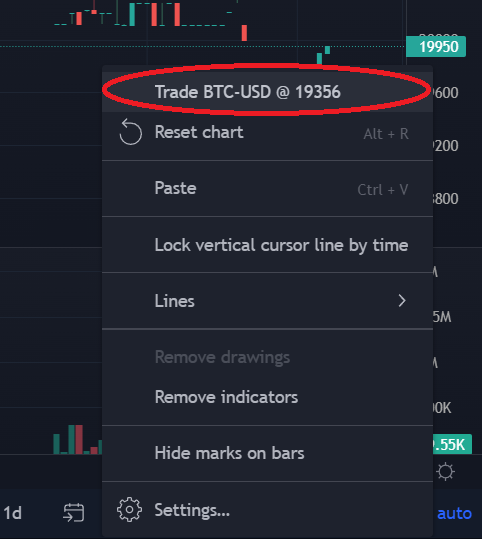 19950
Trade BTC-USD @ 19356
9600
Reset chart Alt + R
9200
Paste Ctrl + V
8800
Lock vertical cursor line by time
M
Lines
5M
Remove drawings
M
Remove indicators
00K
Hide marks on bars
.55K
1d
Settings...
auto